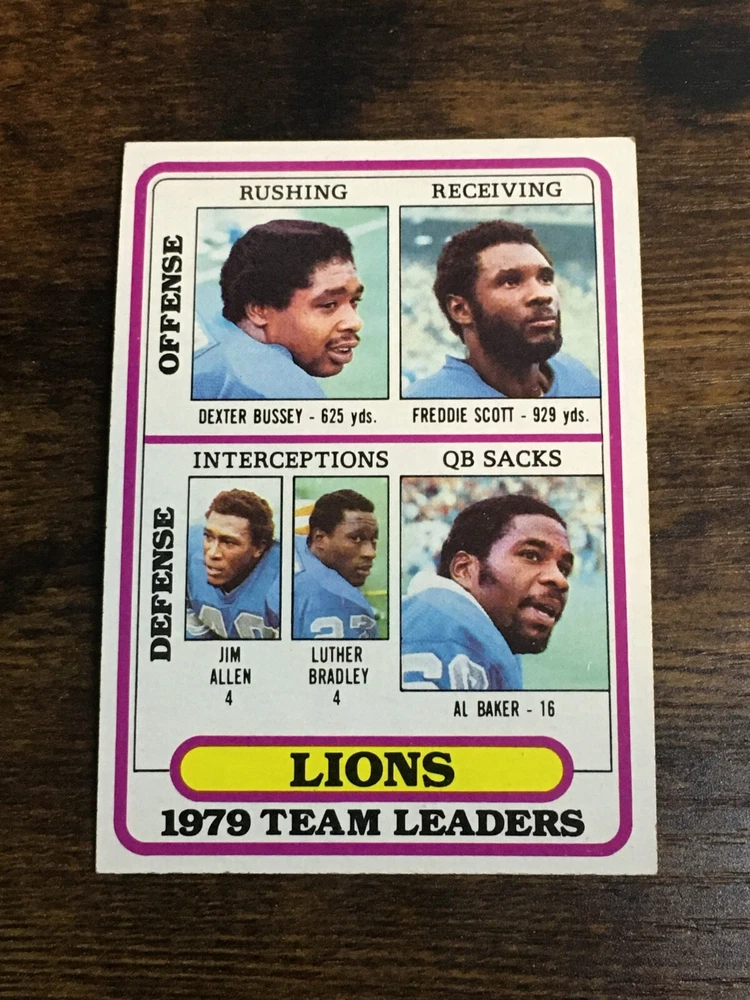 RUSHING
RECEIVING
OFFENSE
DEXTER BUSSEY - 625 yds.
FREDDIE SCOTT - 929 yds.
INTERCEPTIONS
QB SACKS
DEFENSE
JIM
ALLEN
4
LUTHER
BRADLEY
4
AL BAKER - 16
LIONS
1979 TEAM LEADERS